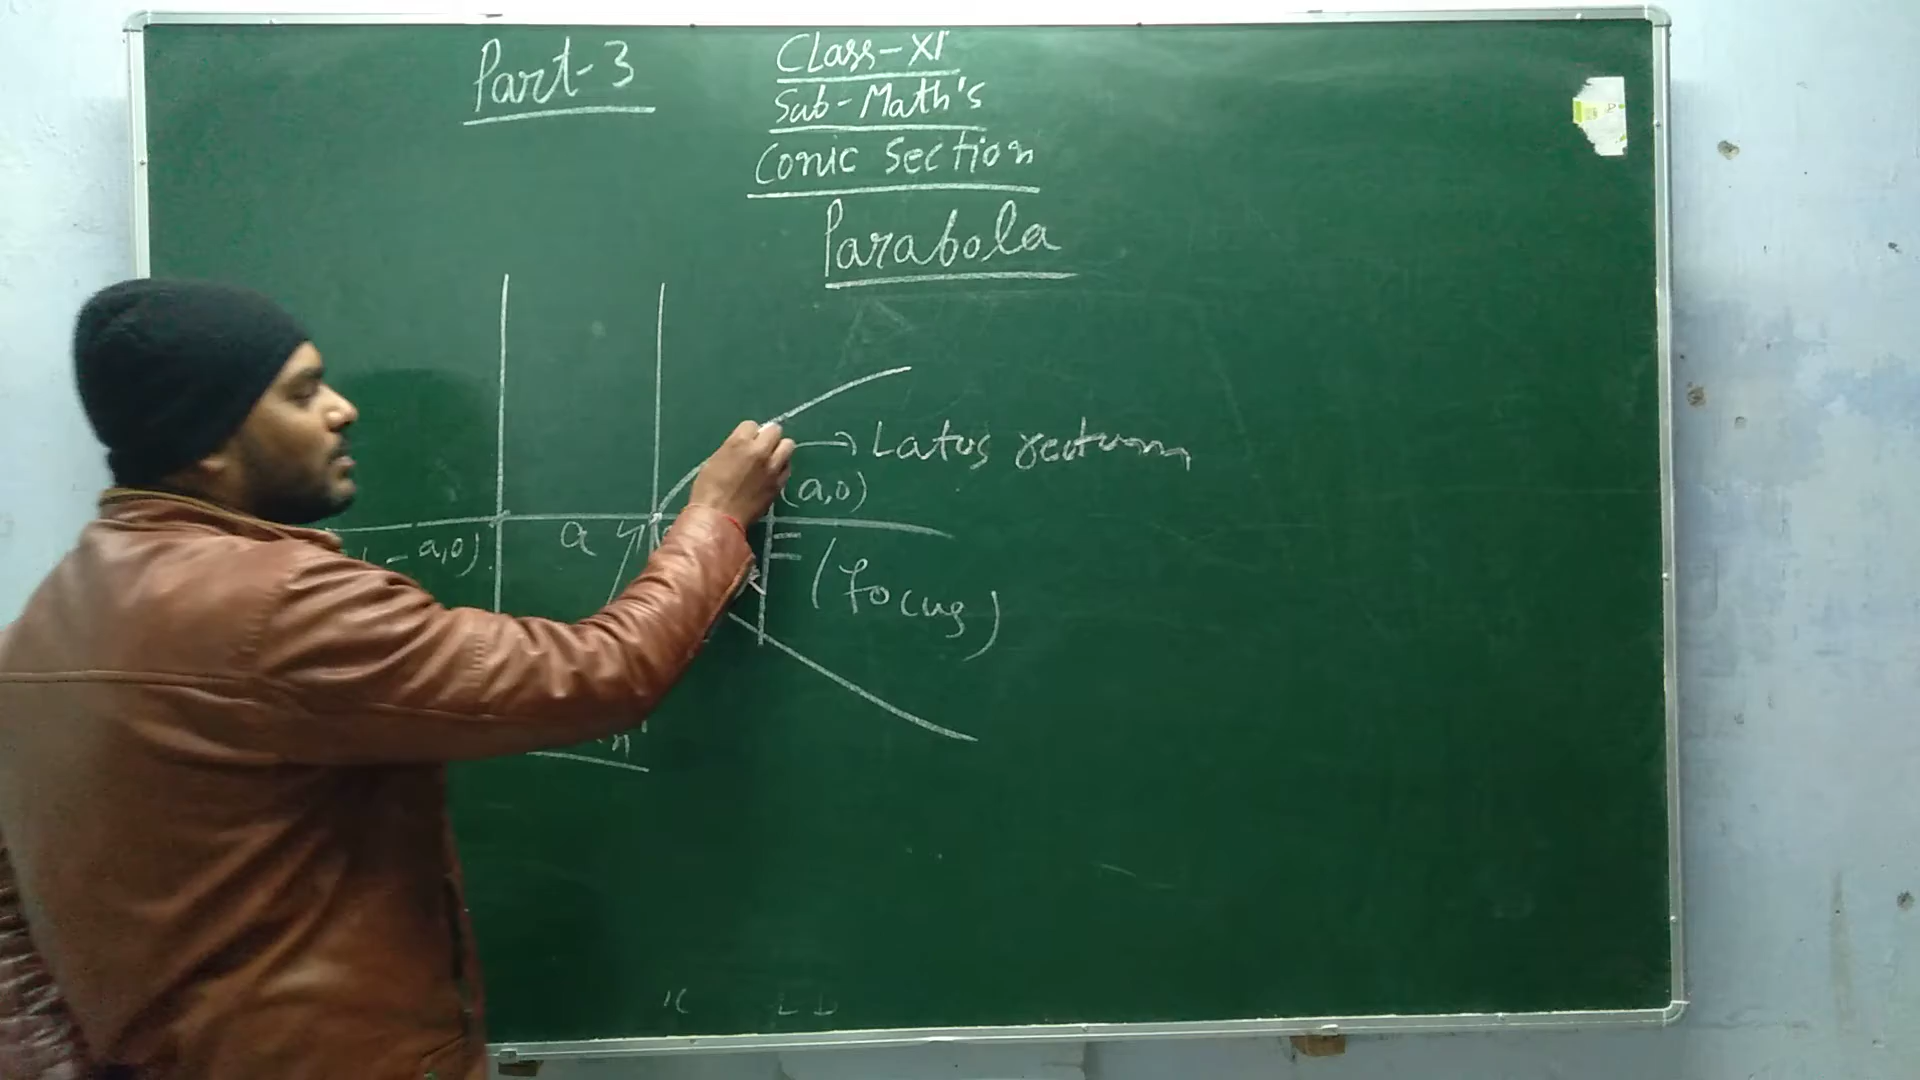 Part-3
Class-XI
Sub-Math's
Conic Section
Parabola
Latus rectum
(a,0)
a
-a,0)
F
(focus)